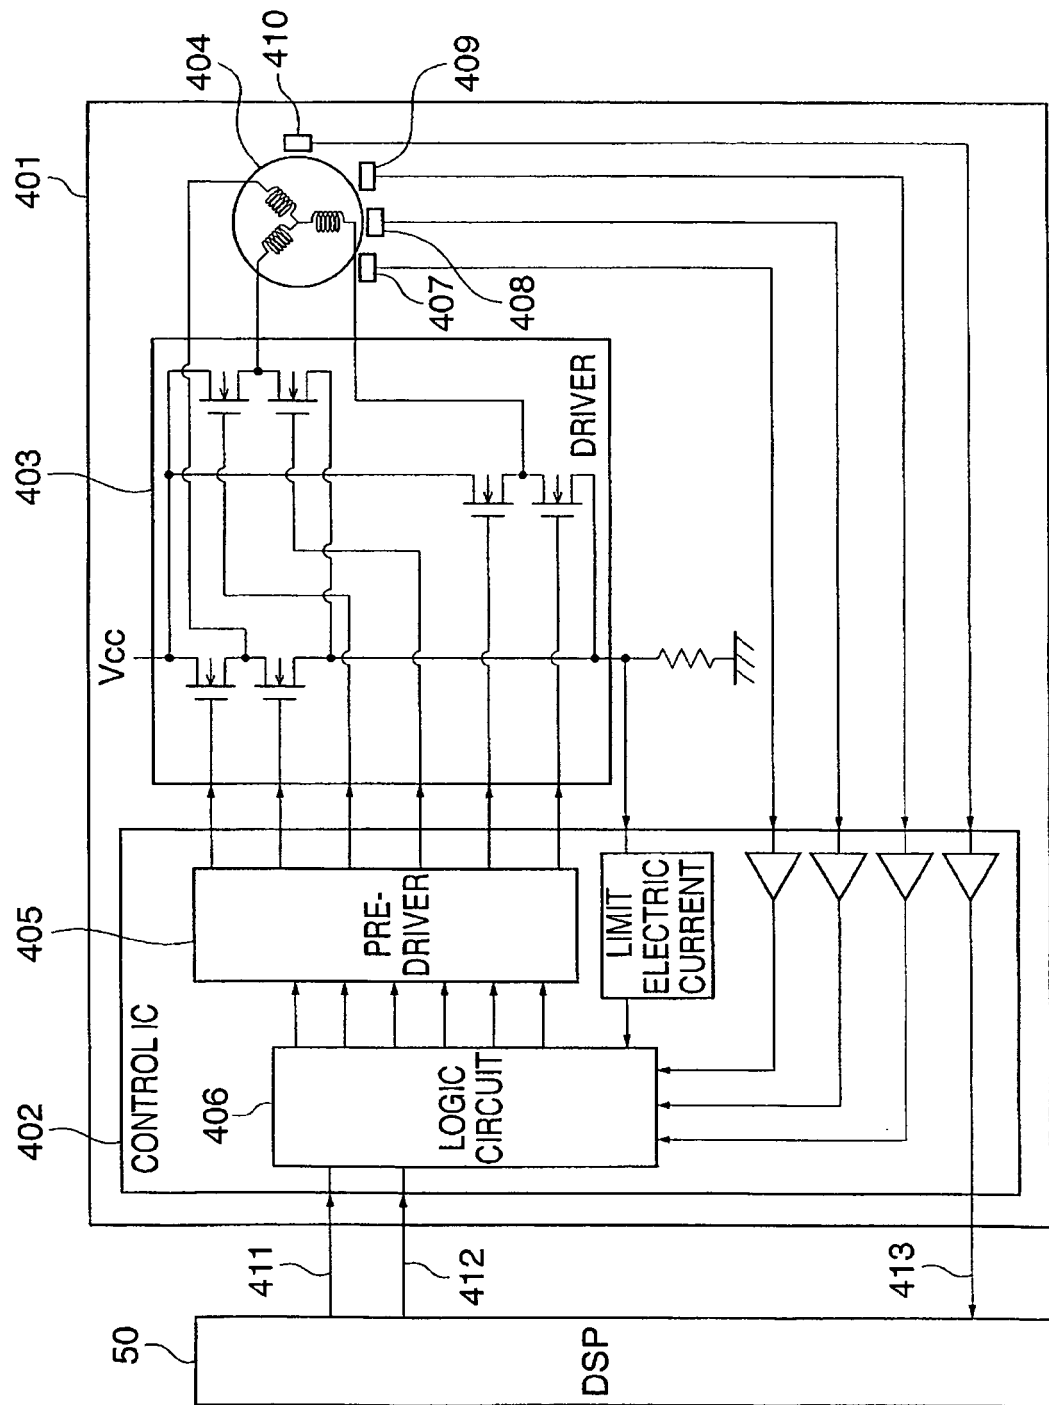 401
404
410
409
403
Vcc
407
408
DRIVER
405
PRE-
DRIVER
LIMIT
ELECTRIC
CURRENT
402
CONTROL IC
406
LOGIC
CIRCUIT
411
412
413
50
DSP